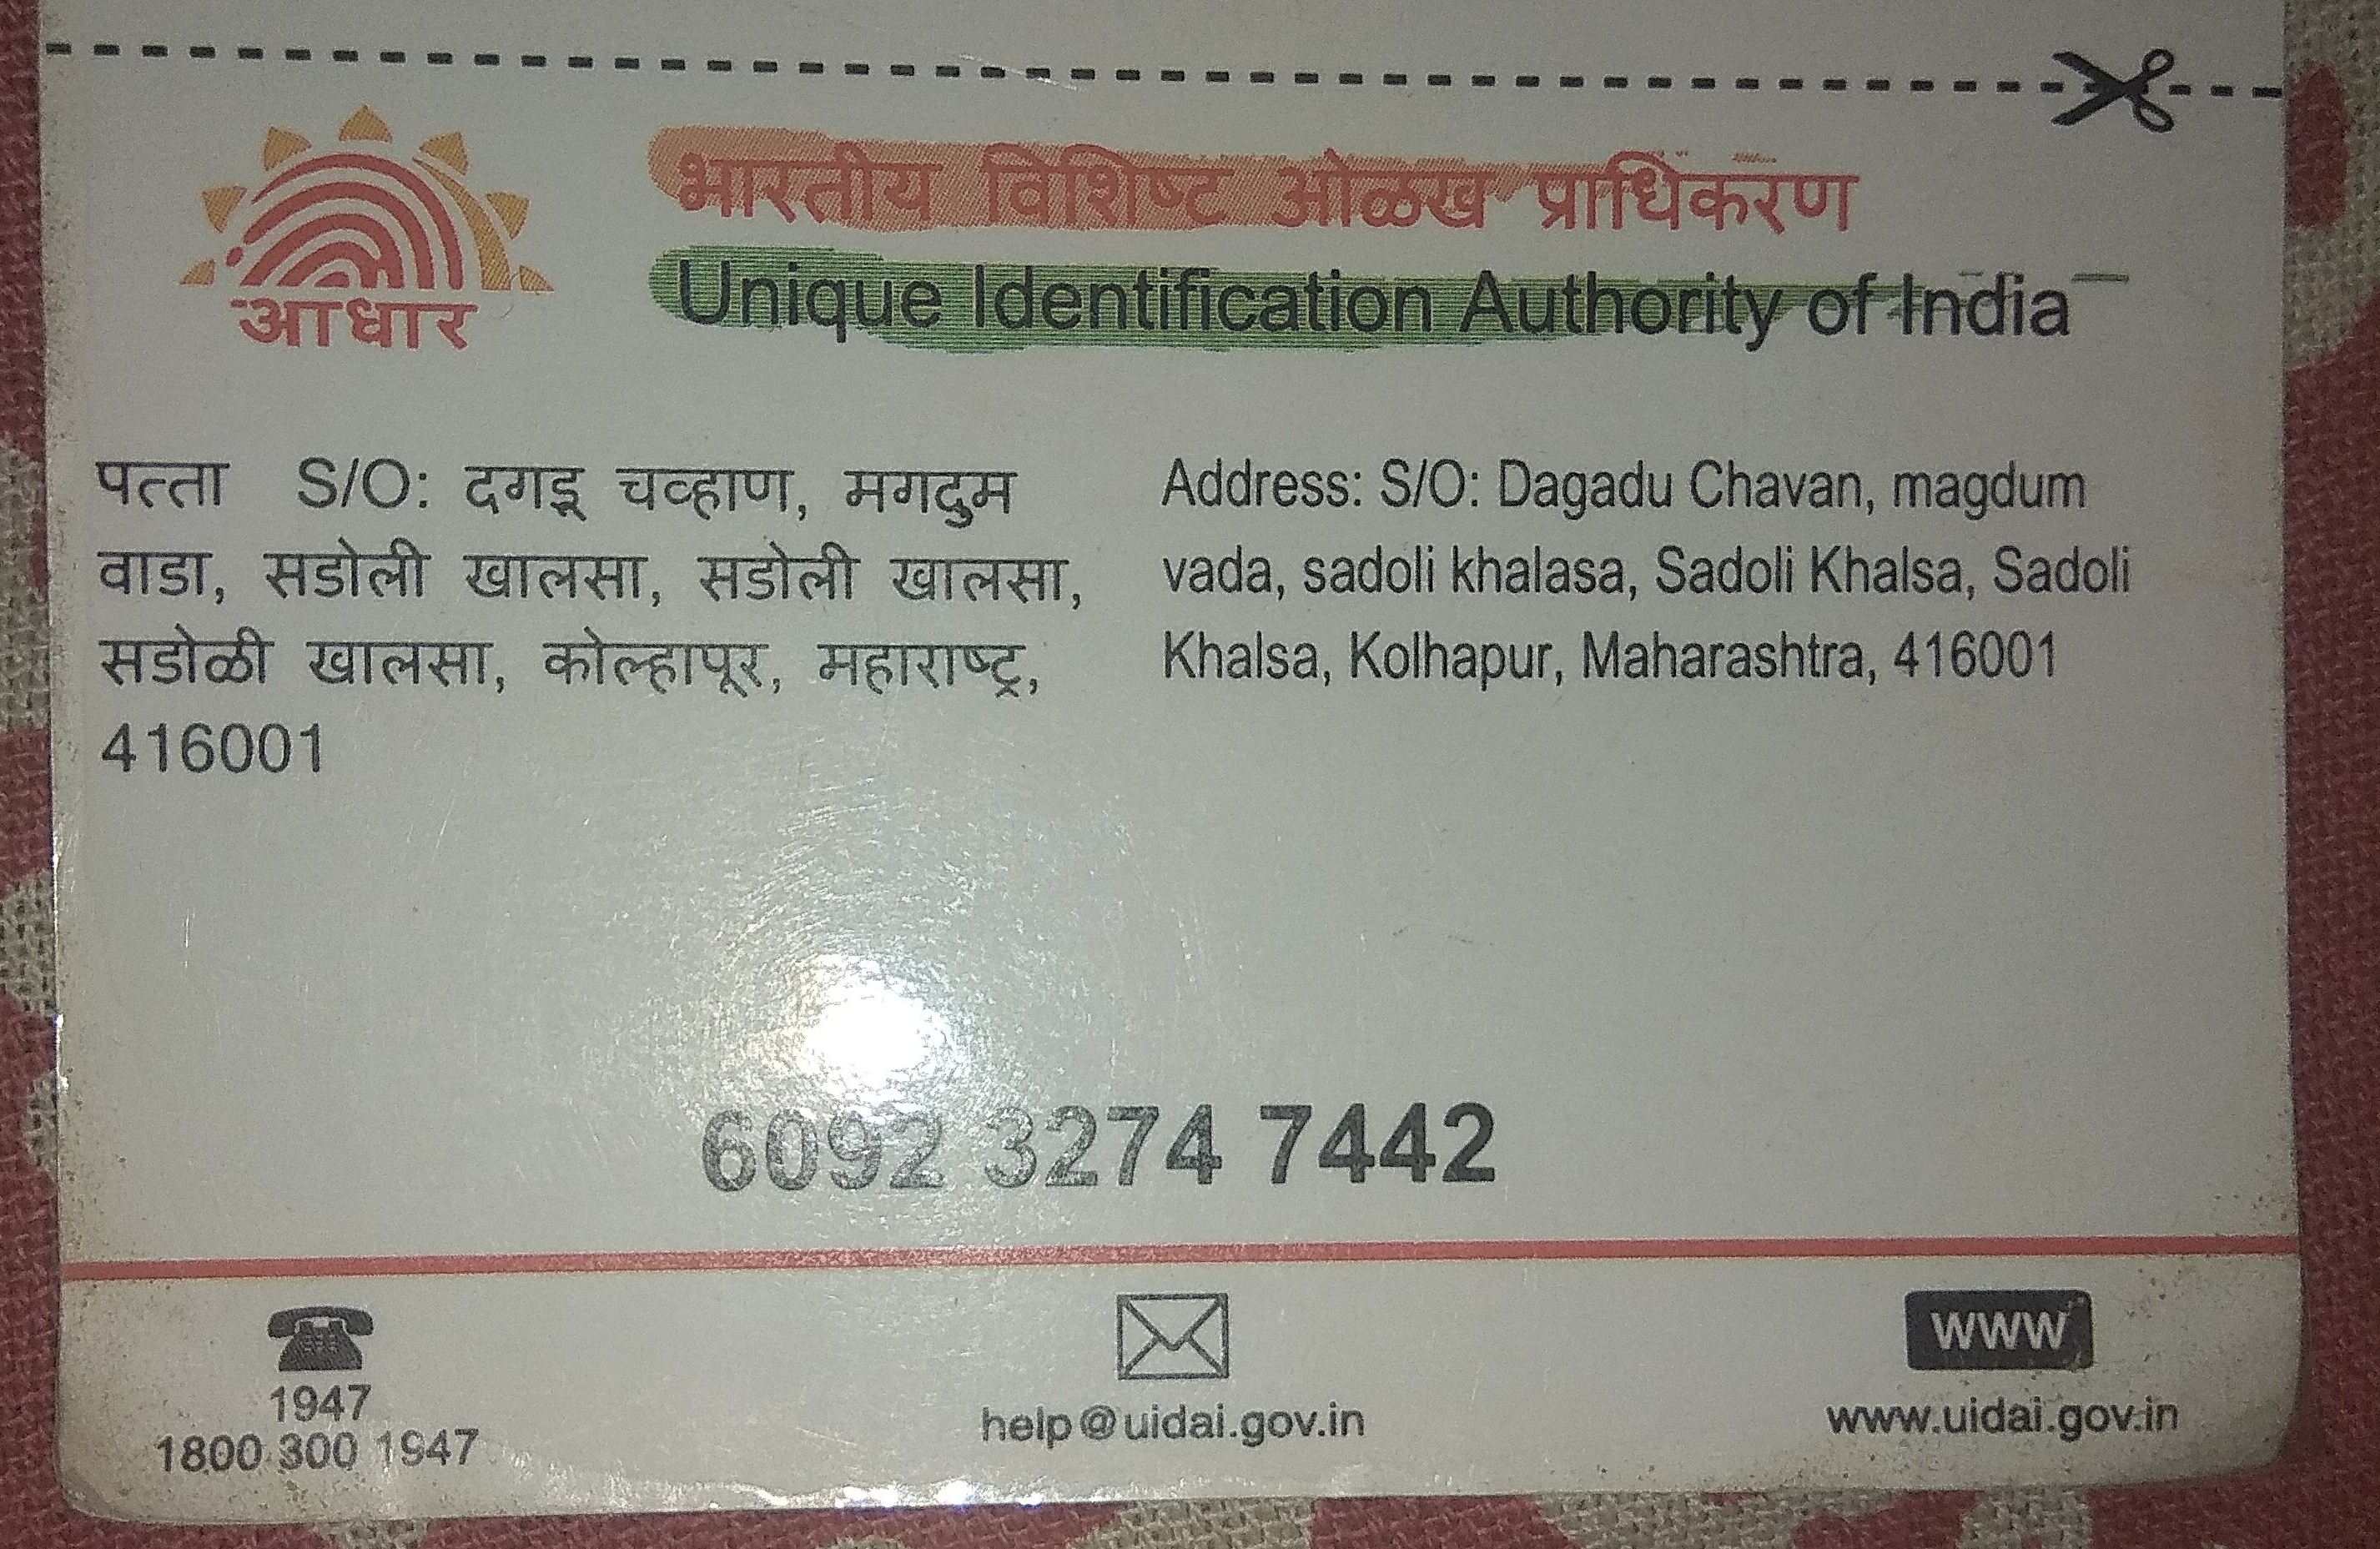 भारतीय विशिष्ट ओळख प्राधिकरण
Unique Identification Authority of India
आधार
पत्ता S/O: दगडू चव्हाण, मगदुम
वाडा, सडोली खालसा, सडोली खालसा,
सडोळी खालसा, कोल्हापूर, महाराष्ट्र,
416001
Address: S/O: Dagadu Chavan, magdum
vada, sadoli khalasa, Sadoli Khalsa, Sadoli
Khalsa, Kolhapur, Maharashtra, 416001
6092 3274 7442
1947
1800 300 1947
help@uidai.gov.in
www
www.uidai.gov.in